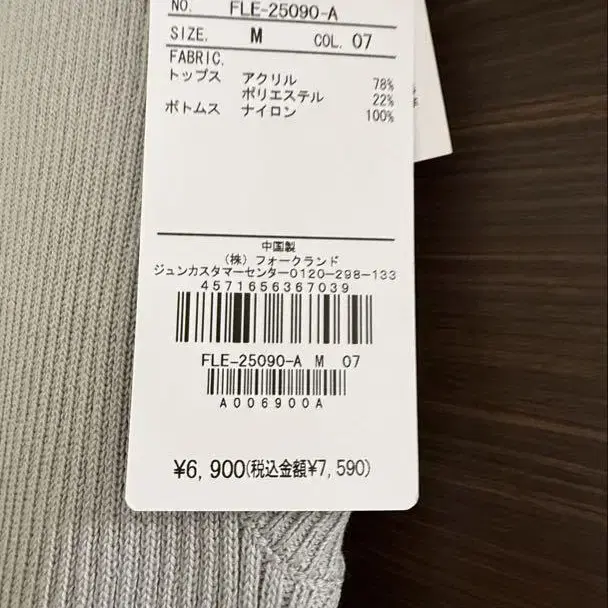 NO. FLE-25090-A
SIZE. M COL. 07
FABRIC.
トップス アクリル 78%
ポリエステル 22%
ボトムス ナイロン 100%
中国製
(株) フォークランド
ジュンカスタマーセンター0120-298-133
4571656367039
FLE-25090-A M 07
A006900A
¥6,900(税込金額¥7,590)